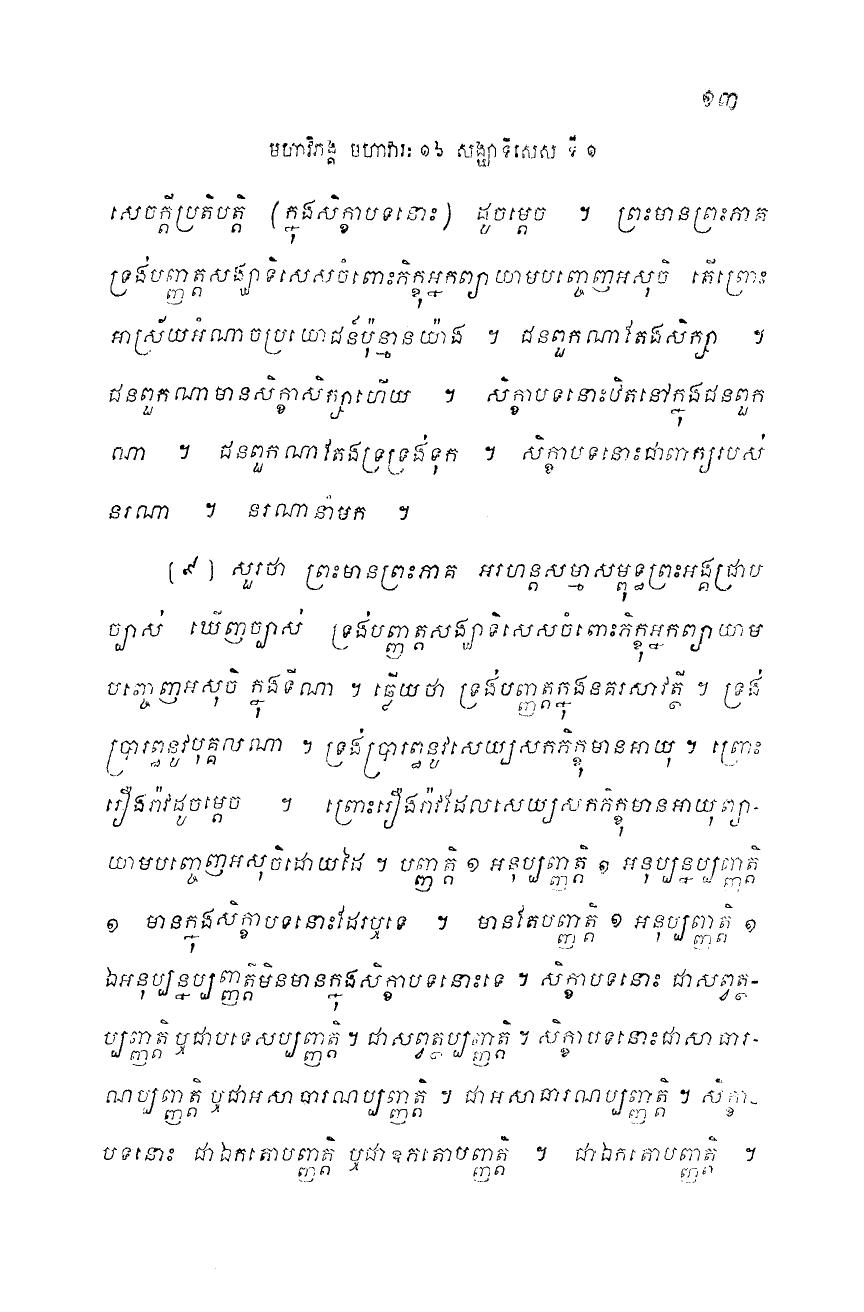 ១៣
មហាវិភង្គ មហាវារៈ ១៦ សង្ឃាទិសេស ទី ១
សេចក្តីប្រតិបត្តិ (ក្នុងសិក្ខាបទនោះ) ដូចម្តេច ។ ព្រះមានព្រះភាគ
ទ្រង់បញ្ញត្តសង្ឃាទិសេសចំពោះភិក្ខុអ្នកព្យាយាមបញ្ចេញអសុចិ តើព្រោះ
អាស្រ័យអំណាចប្រយោជន៍ប៉ុន្មានយ៉ាង ។ ជនពួកណាតែងសិក្សា ។
ជនពួកណាមានសិក្ខាសិក្សាហើយ ។ សិក្ខាបទនោះឋិតនៅក្នុងជនពួក
ណា ។ ជនពួកណាតែងទ្រទ្រង់ទុក ។ សិក្ខាបទនោះជាពាក្យរបស់
នរណា ។ នរណានាំមក ។
[៩] សួរថា ព្រះមានព្រះភាគ អរហន្តសម្មាសម្ពុទ្ធព្រះអង្គជ្រាប
ច្បាស់ ឃើញច្បាស់ ទ្រង់បញ្ញត្តសង្ឃាទិសេសចំពោះភិក្ខុអ្នកព្យាយាម
បញ្ចេញអសុចិ ក្នុងទីណា ។ ឆ្លើយថា ទ្រង់បញ្ញត្តក្នុងនគរសាវត្ថី ។ ទ្រង់
ប្រារព្ធនូវបុគ្គលណា ។ ទ្រង់ប្រារព្ធនូវសេយ្យសកភិក្ខុមានអាយុ ។ ព្រោះ
រឿងរ៉ាវដូចម្តេច ។ ព្រោះរឿងរ៉ាវដែលសេយ្យសកភិក្ខុមានអាយុព្យា-
យាមបញ្ចេញអសុចិដោយដៃ ។ បញ្ញត្តិ ១ អនុប្បញ្ញត្តិ ១ អនុប្បន្នប្បញ្ញត្តិ
១ មានក្នុងសិក្ខាបទនោះដែរឬទេ ។ មានតែបញ្ញត្តិ ១ អនុប្បញ្ញត្តិ ១
ឯអនុប្បន្នប្បញ្ញត្តិមិនមានក្នុងសិក្ខាបទនោះទេ ។ សិក្ខាបទនោះ ជាសព្វត្ថ-
ប្បញ្ញត្តិ ឬជាបទេសប្បញ្ញត្តិ ។ ជាសព្វត្ថប្បញ្ញត្តិ ។ សិក្ខាបទនោះជាសាធារ-
ណប្បញ្ញត្តិ ឬជាអសាធារណប្បញ្ញត្តិ ។ ជាអសាធារណប្បញ្ញត្តិ ។ សិក្ខា-
បទនោះ ជាឯកតោបញ្ញត្តិ ឬជាឧភតោបញ្ញត្តិ ។ ជាឯកតោបញ្ញត្តិ ។